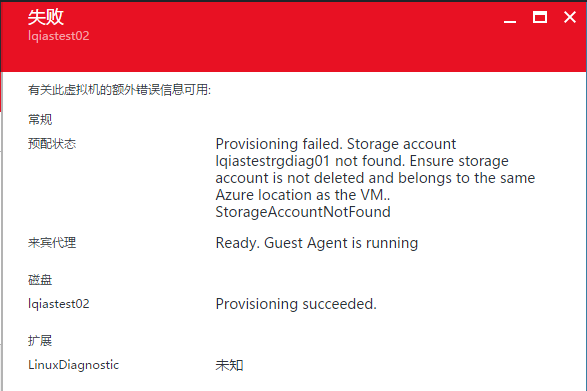 失败
lqiastest02
有关此虚拟机的额外错误信息可用:
常规
预配状态
Provisioning failed. Storage account
lqiastestrgdiag01 not found. Ensure storage
account is not deleted and belongs to the same
Azure location as the VM..
StorageAccountNotFound
来宾代理
Ready. Guest Agent is running
磁盘
lqiastest02
Provisioning succeeded.
扩展
LinuxDiagnostic
未知